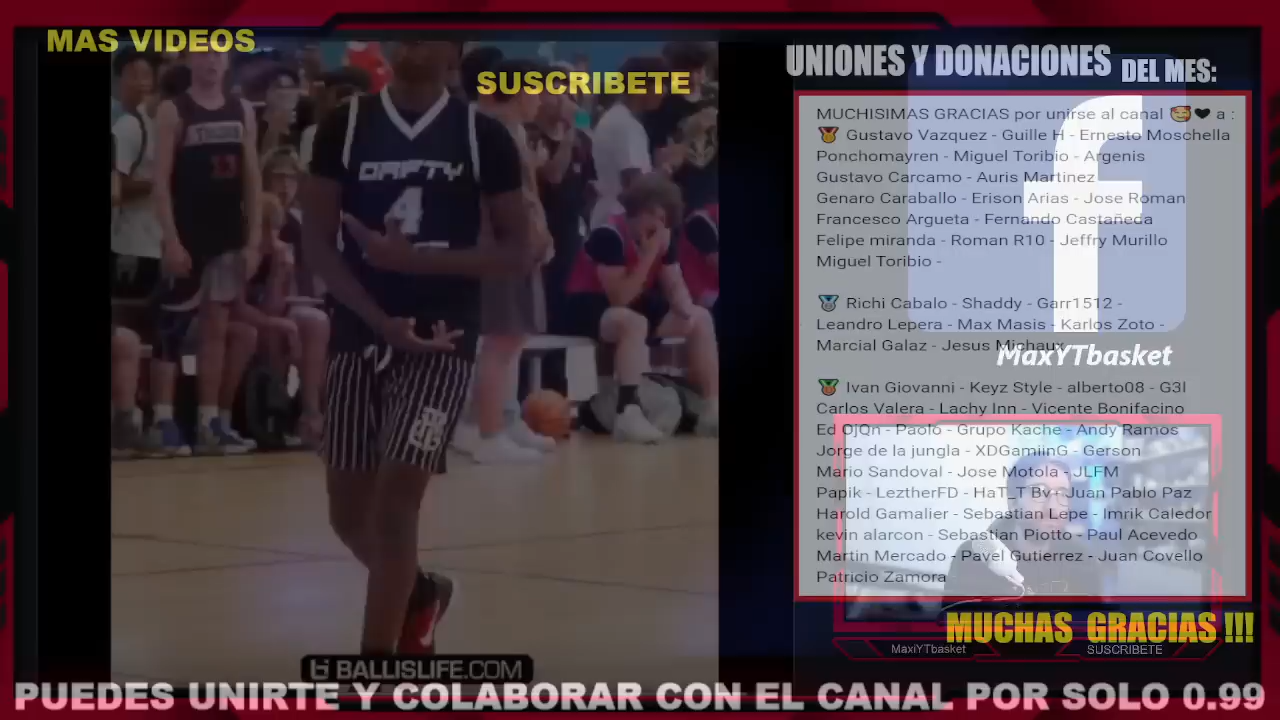 MAS VIDEOS
SUSCRIBETE
DRIFTY
4
BALLISLIFE.COM
UNIONES Y DONACIONES DEL MES:
MUCHISIMAS GRACIAS por unirse al canal 🥰🖤 a :
🏅 Gustavo Vazquez - Guille H - Ernesto Moschella
Ponchomayren - Miguel Toribio - Argenis
Gustavo Carcamo - Auris Martinez
Genaro Caraballo - Erison Arias - Jose Roman
Francesco Argueta - Fernando Castañeda
Felipe miranda - Roman R10 - Jeffry Murillo
Miguel Toribio -
🥈 Richi Cabalo - Shaddy - Garr1512 -
Leandro Lepera - Max Masis - Karlos Zoto -
Marcial Galaz - Jesus Michaux
MaxYTbasket
🥉 Ivan Giovanni - Keyz Style - alberto08 - G3l
Carlos Valera - Lachy Inn - Vicente Bonifacino
Ed OjQn - Paolo - Grupo Kache - Andy Ramos
Jorge de la jungla - XDGamiinG - Gerson
Mario Sandoval - Jose Motola - JLFM
Papik - LeztherFD - HaT_T Bv - Juan Pablo Paz
Harold Gamalier - Sebastian Lepe - Imrik Caledor
kevin alarcon - Sebastian Piotto - Paul Acevedo
Martin Mercado - Pavel Gutierrez - Juan Covello
Patricio Zamora
MUCHAS GRACIAS !!!
MaxiYTbasket
SUSCRIBETE
PUEDES UNIRTE Y COLABORAR CON EL CANAL POR SOLO 0.99